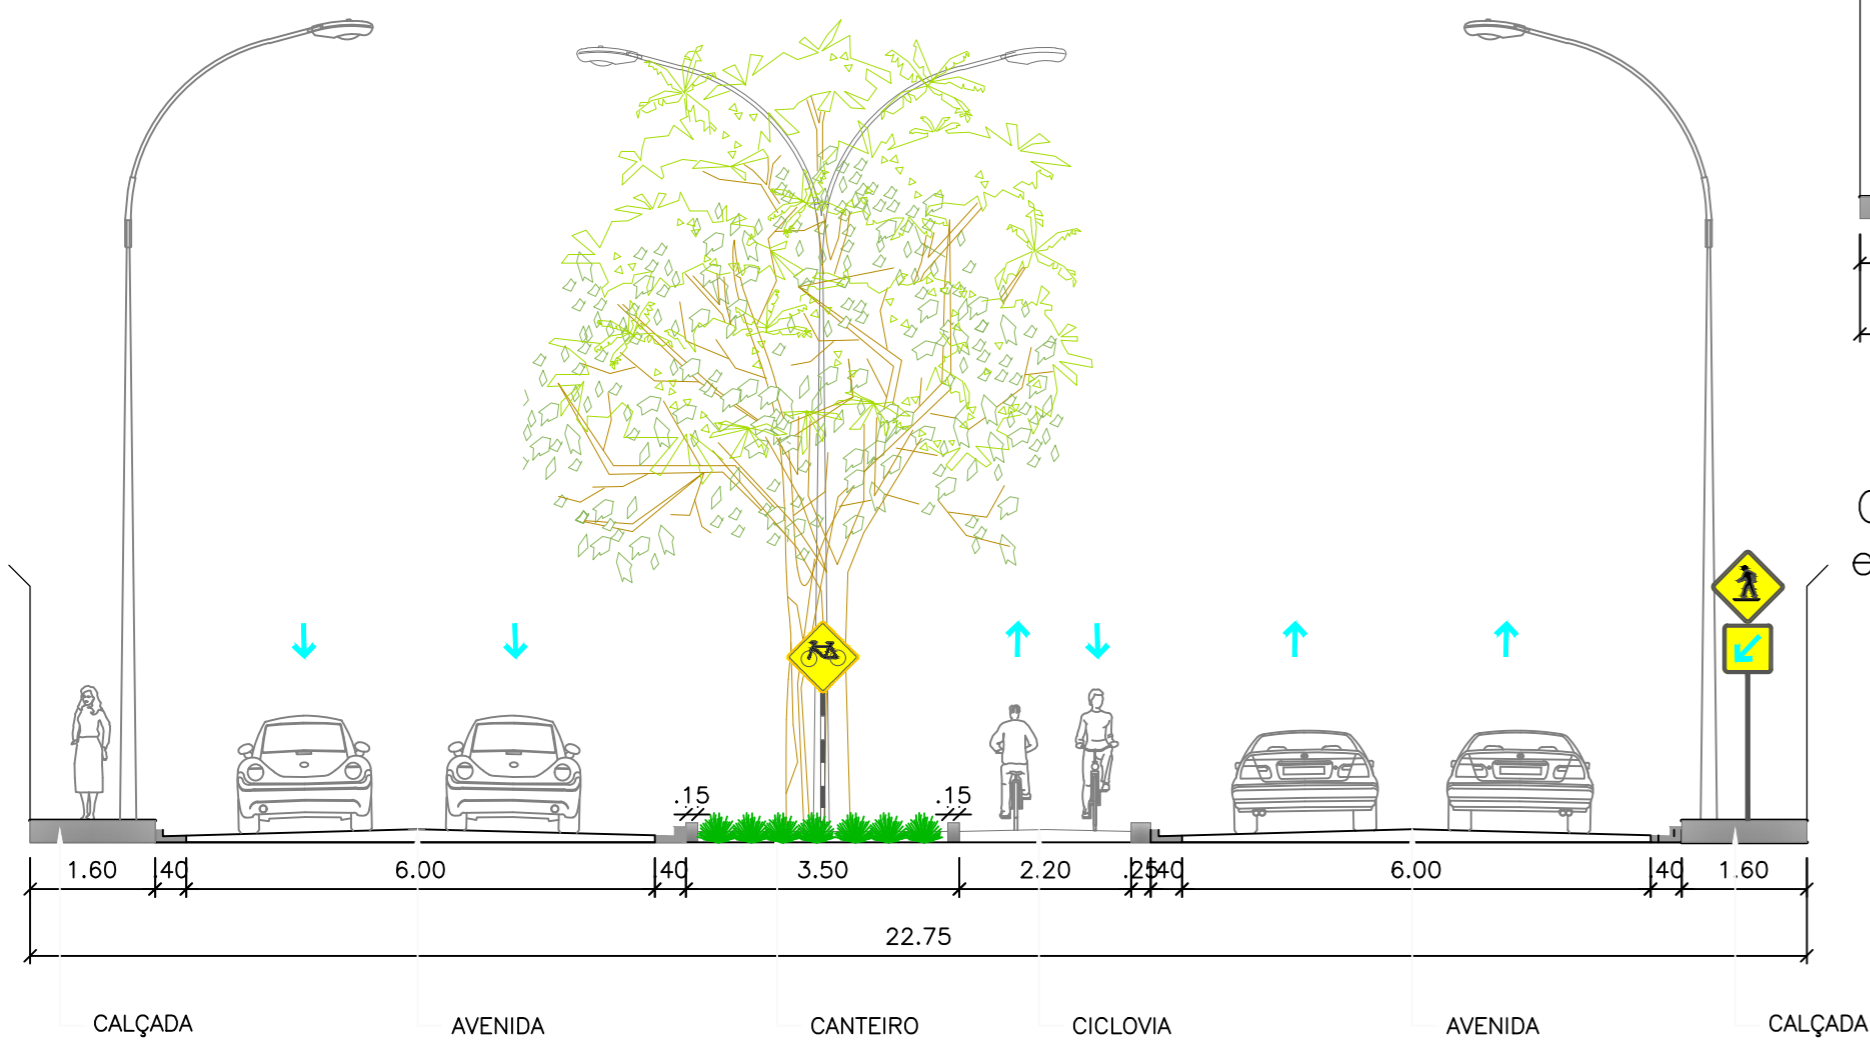 .15 .15
1.60 .40 6.00 .40 3.50 2.20 .25 .40 6.00 .40 1.60
22.75
CALÇADA AVENIDA CANTEIRO CICLOVIA AVENIDA CALÇADA